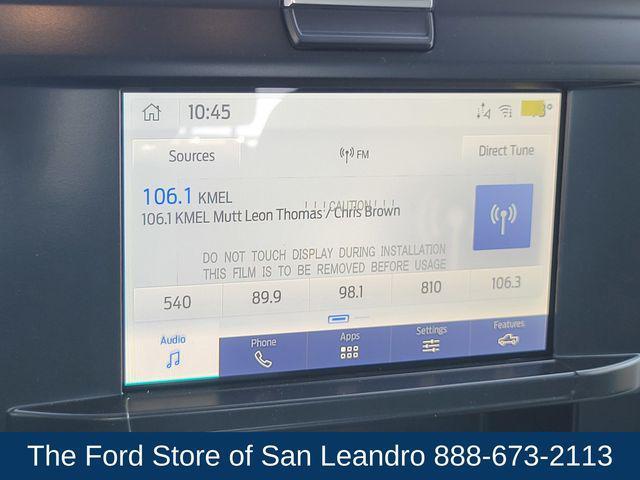 10:45
Sources
FM
Direct Tune
106.1 KMEL
! ! !CAUTION! ! !
106.1 KMEL Mutt Leon Thomas / Chris Brown
DO NOT TOUCH DISPLAY DURING INSTALLATION
THIS FILM IS TO BE REMOVED BEFORE USAGE
540 89.9 98.1 810 106.3
Audio Phone Apps Settings Features
The Ford Store of San Leandro 888-673-2113